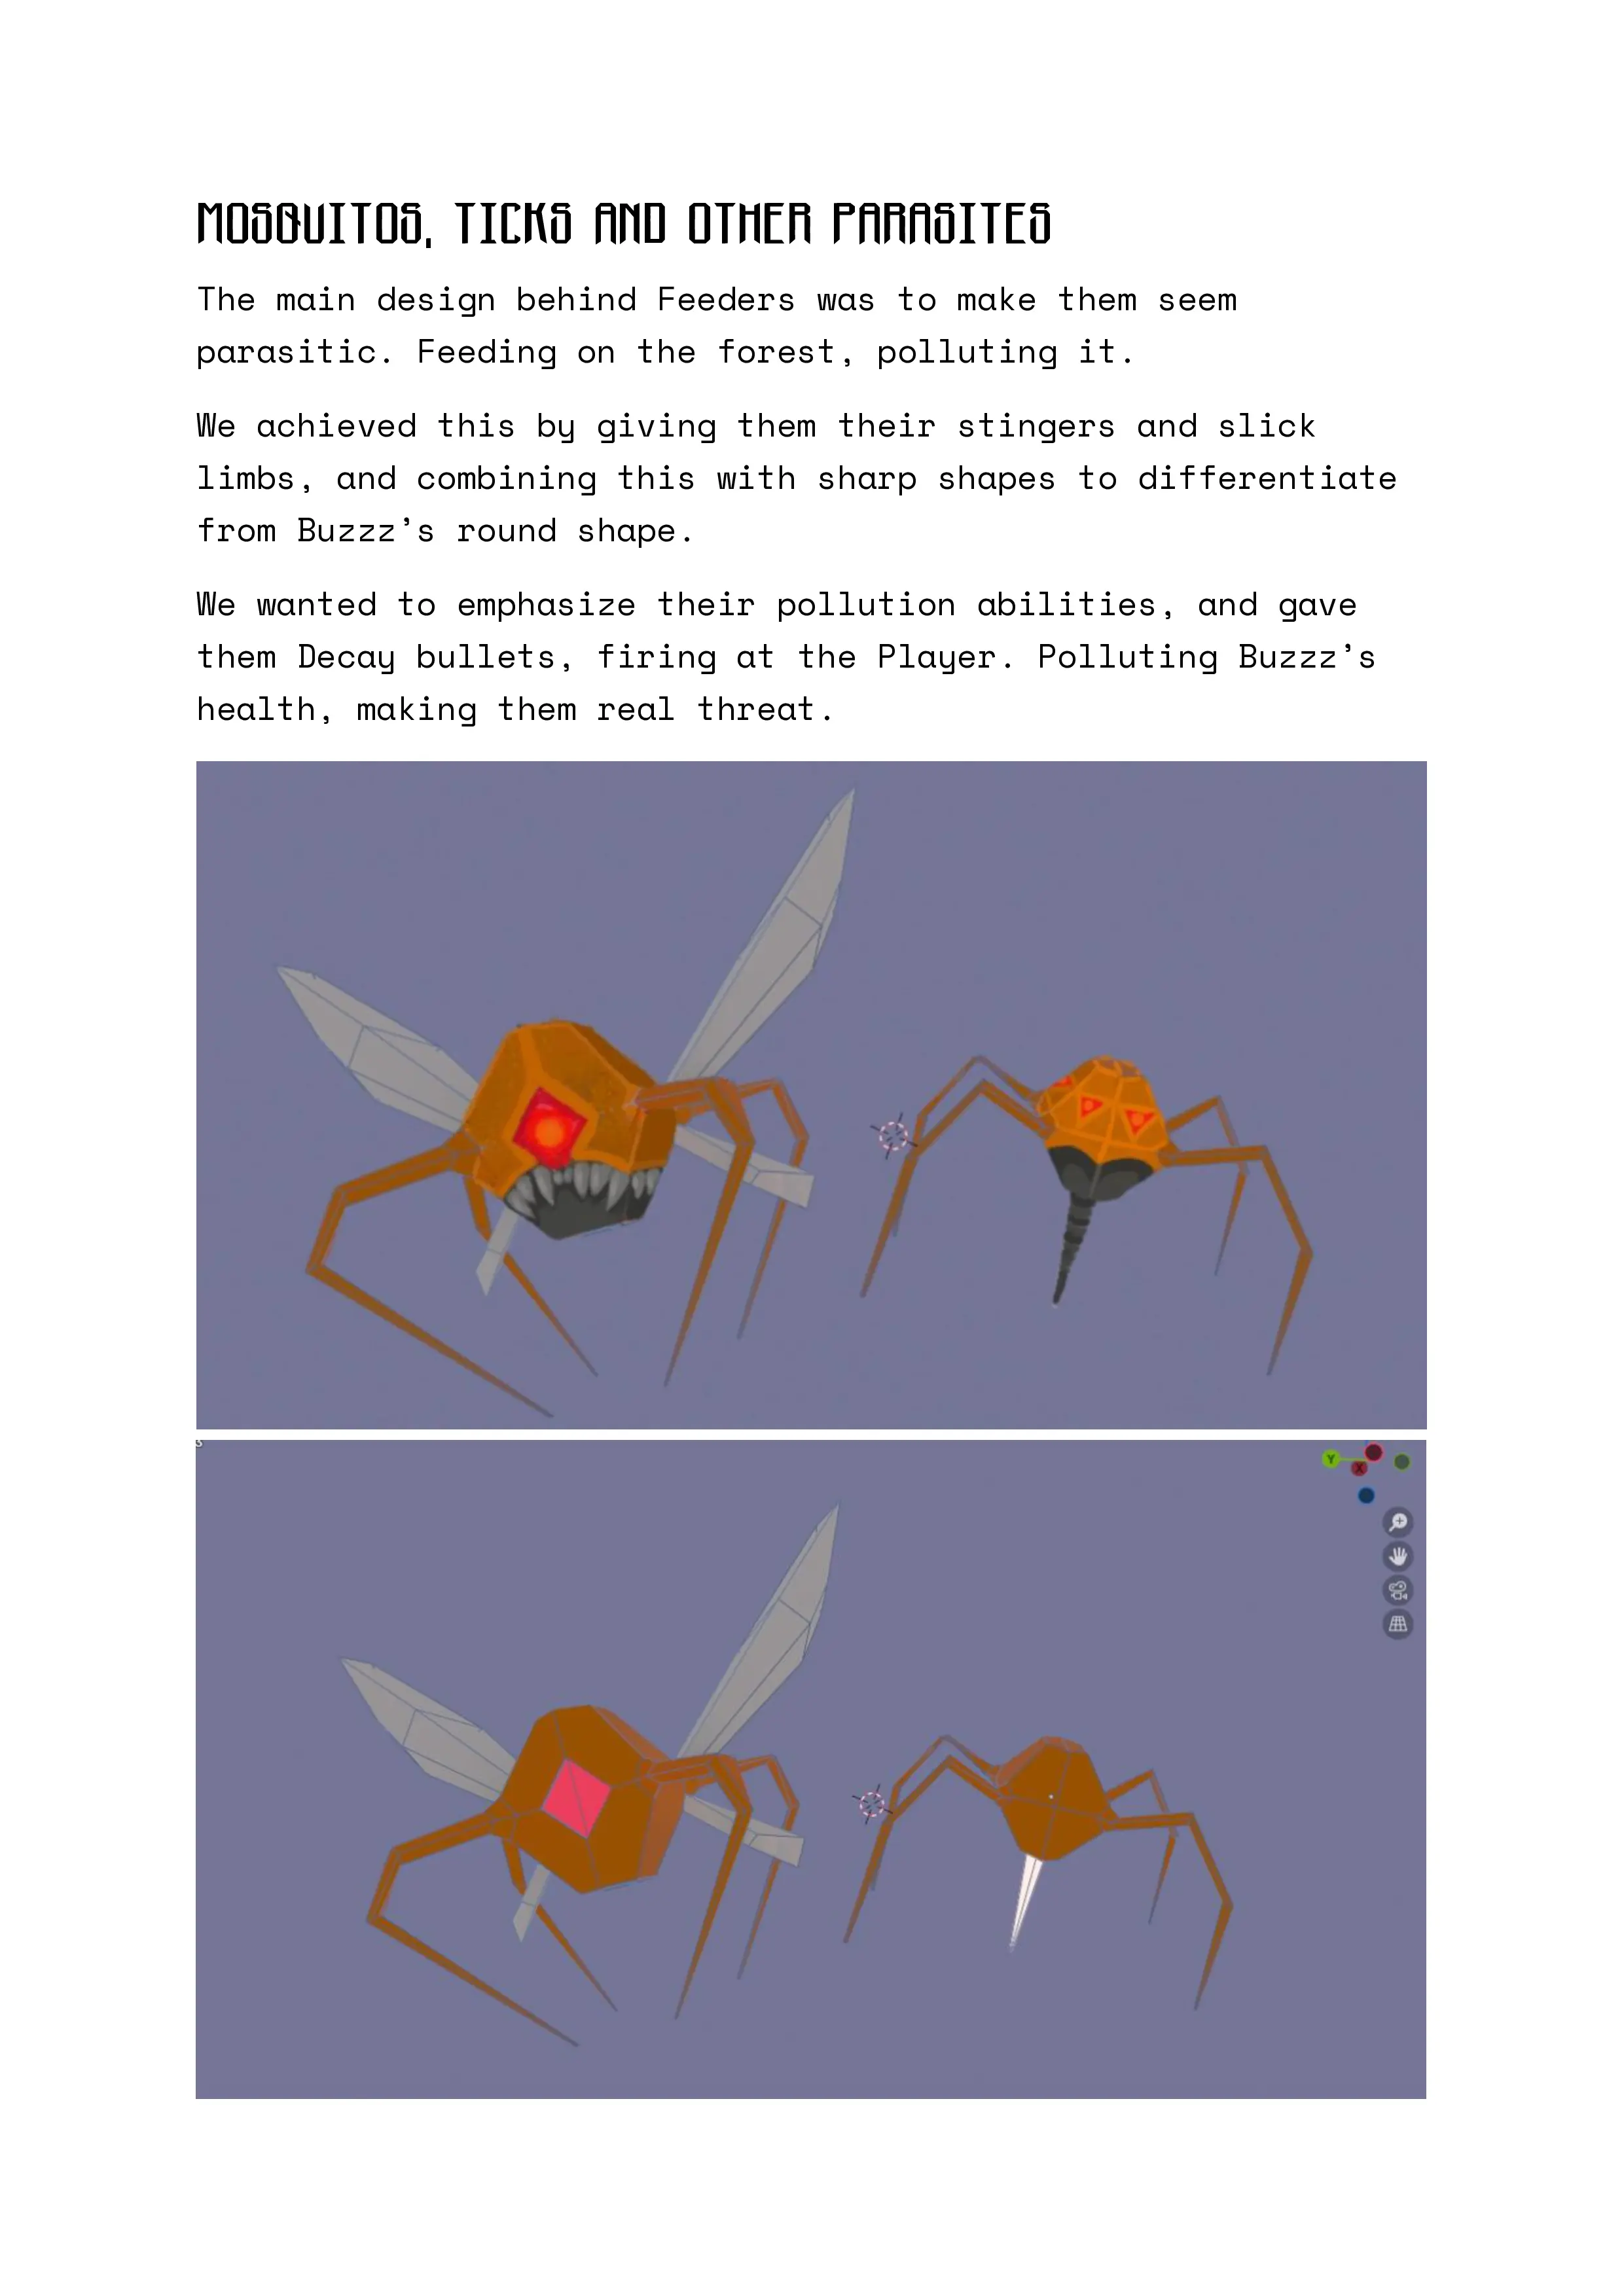 MOSQUITOS, TICKS AND OTHER PARASITES
The main design behind Feeders was to make them seem
parasitic. Feeding on the forest, polluting it.
We achieved this by giving them their stingers and slick
limbs, and combining this with sharp shapes to differentiate
from Buzzz’s round shape.
We wanted to emphasize their pollution abilities, and gave
them Decay bullets, firing at the Player. Polluting Buzzz’s
health, making them real threat.
Y
X